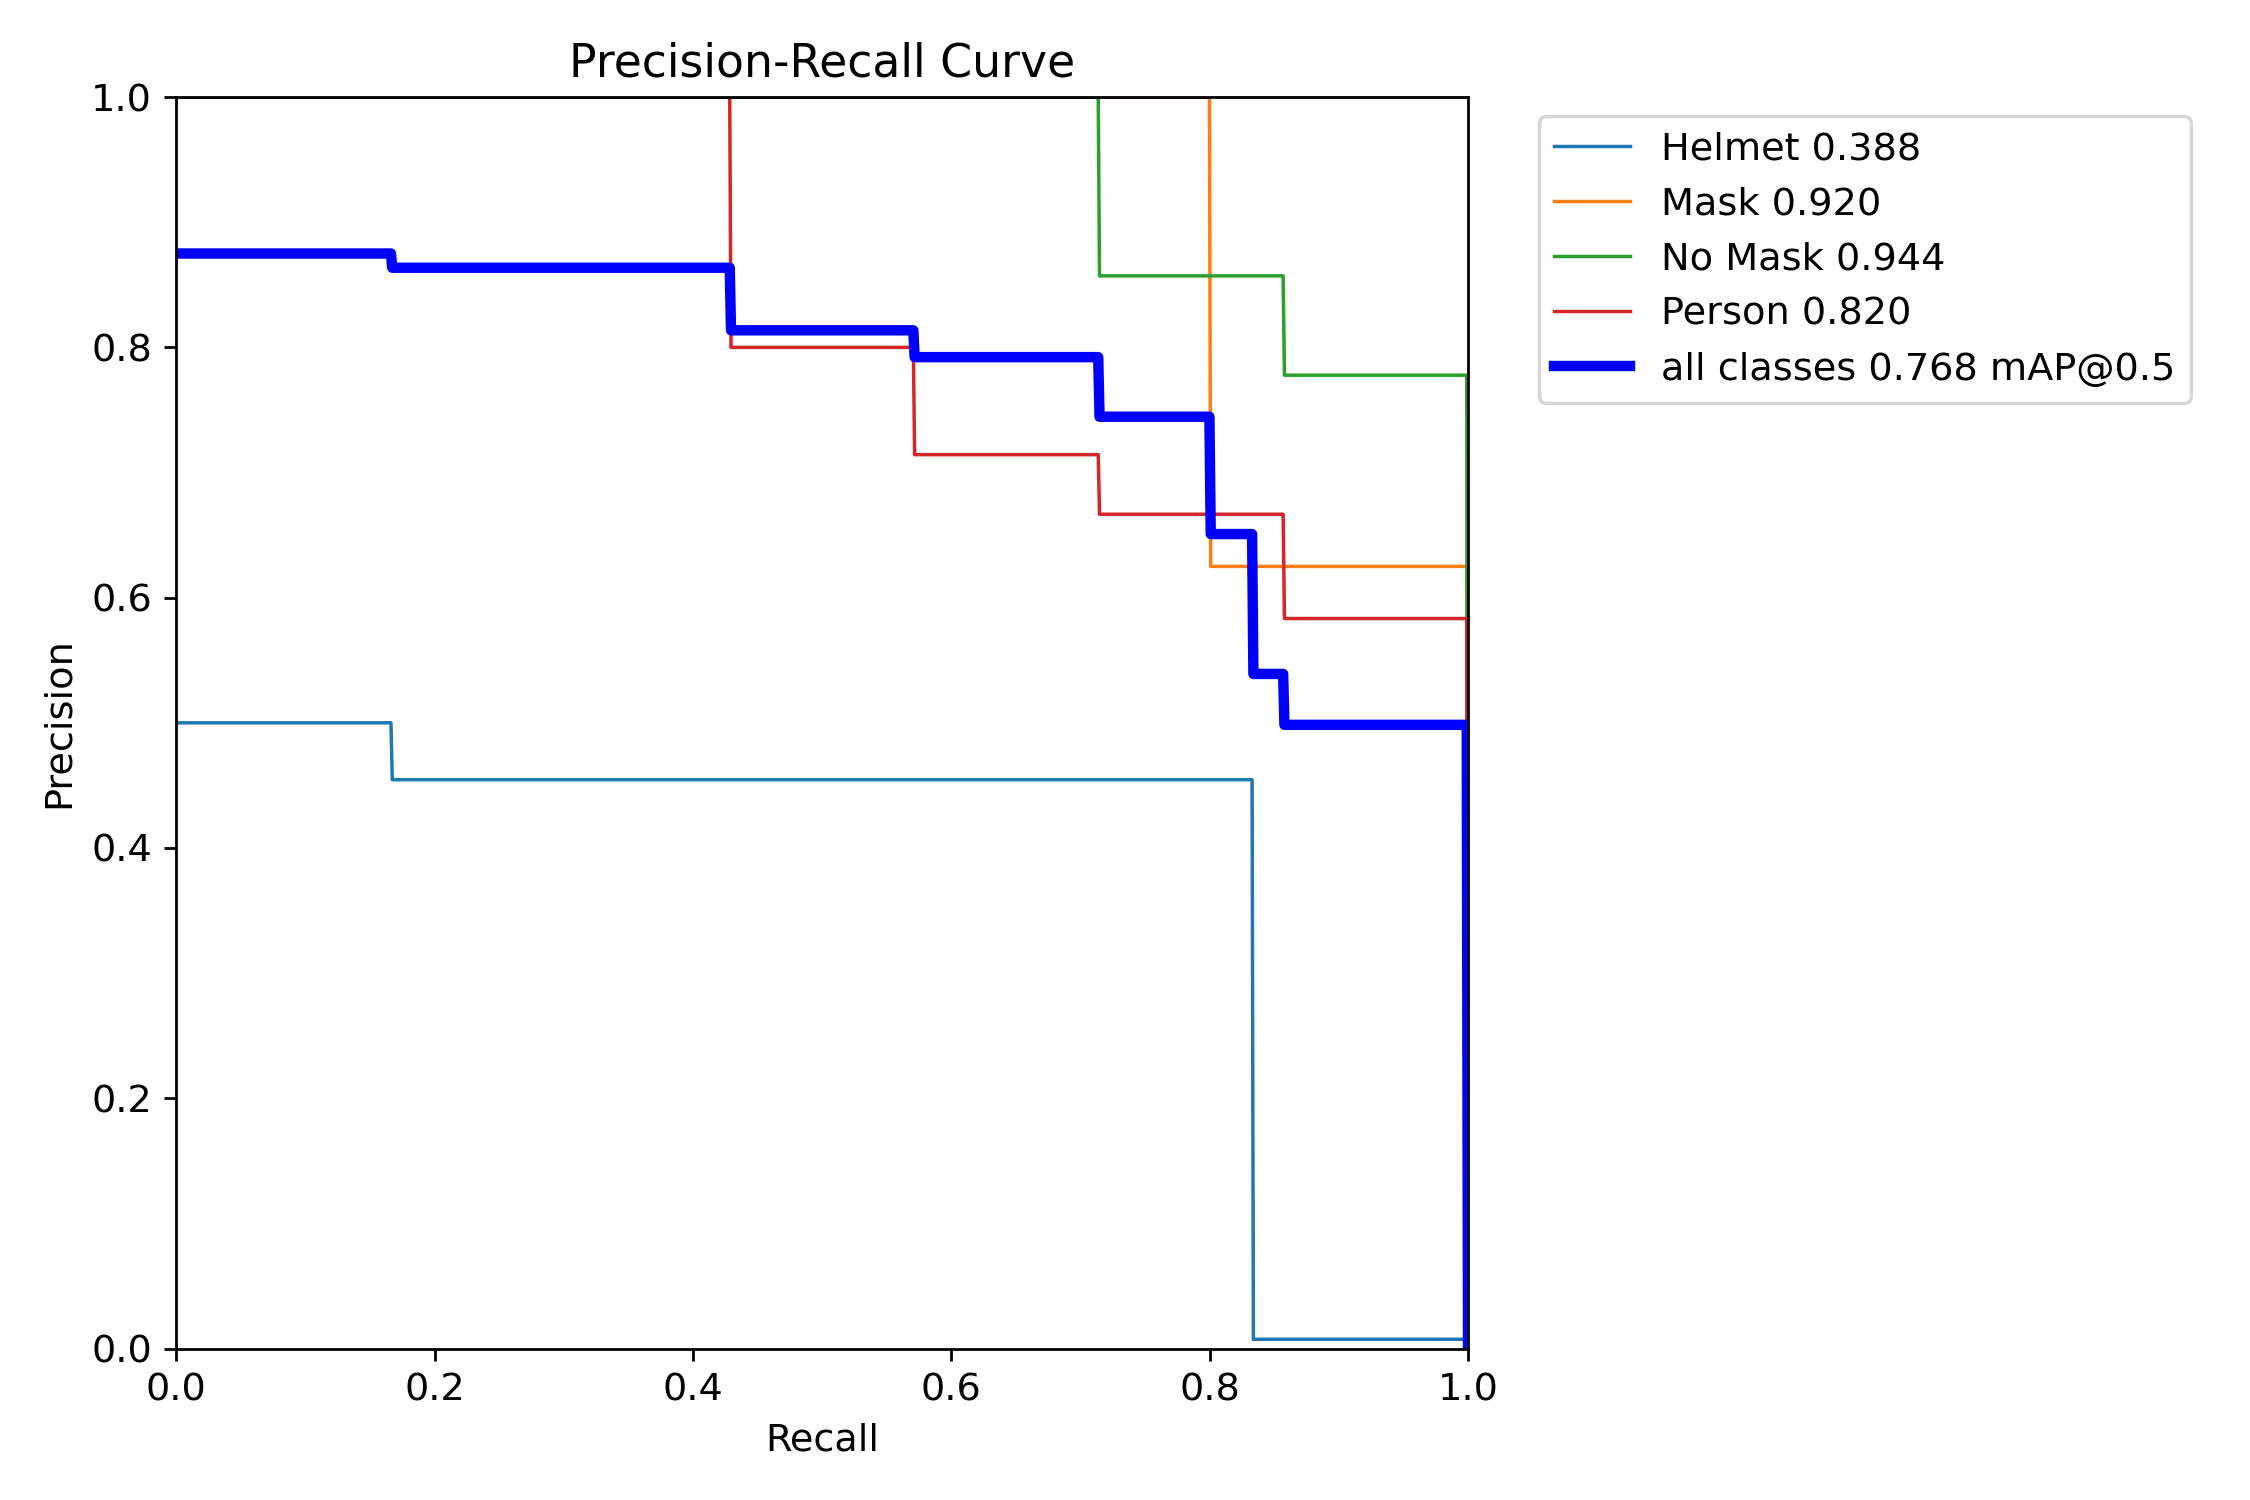 Precision-Recall Curve
1.0
0.8
0.6
0.4
0.2
0.0
Precision
0.0 0.2 0.4 0.6 0.8 1.0
Recall
Helmet 0.388
Mask 0.920
No Mask 0.944
Person 0.820
all classes 0.768 mAP@0.5